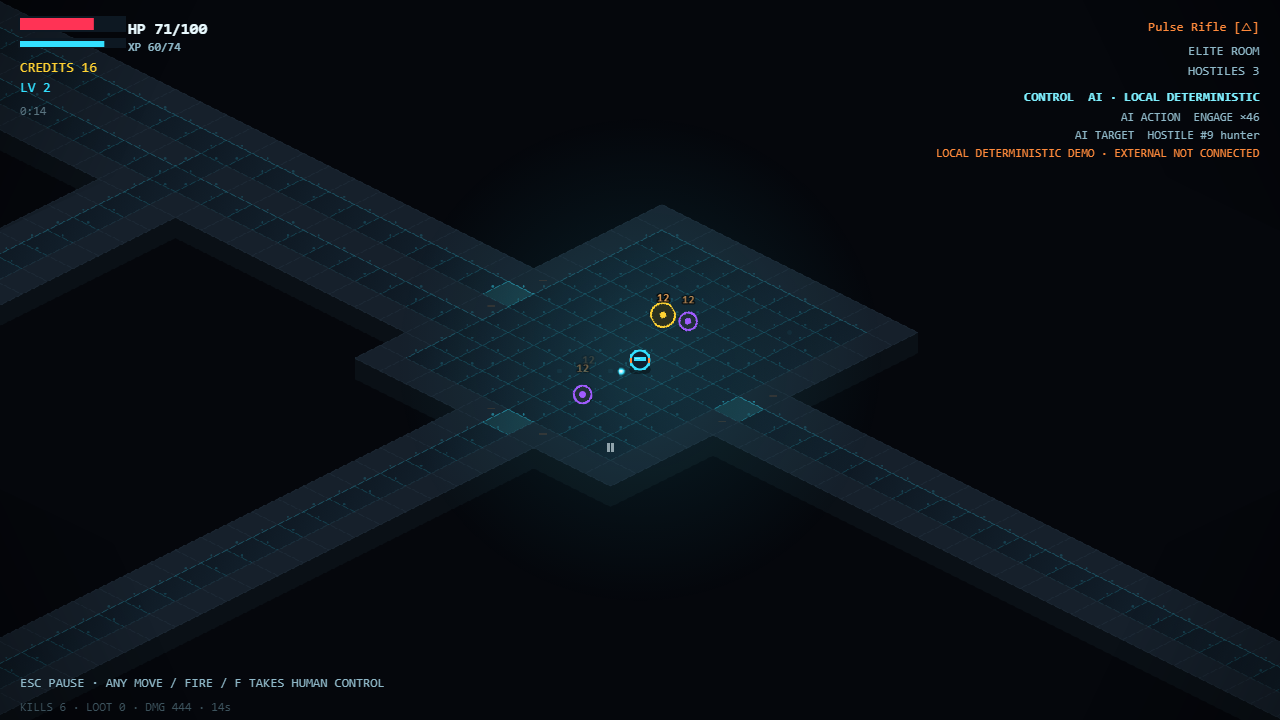 HP 71/100
XP 60/74
CREDITS 16
LV 2
0:14
Pulse Rifle [△]
ELITE ROOM
HOSTILES 3
CONTROL  AI · LOCAL DETERMINISTIC
AI ACTION  ENGAGE ×46
AI TARGET  HOSTILE #9 hunter
LOCAL DETERMINISTIC DEMO · EXTERNAL NOT CONNECTED
12
12
12
12
ESC PAUSE · ANY MOVE / FIRE / F TAKES HUMAN CONTROL
KILLS 6 · LOOT 0 · DMG 444 · 14s